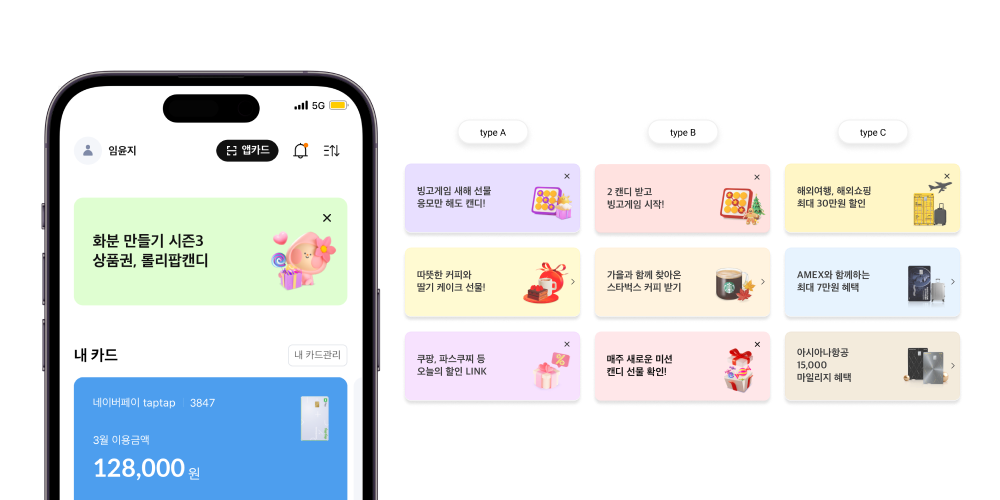 5G
임윤지
앱카드
화분 만들기 시즌3
상품권, 롤리팝캔디
내 카드
내 카드관리
네이버페이 taptap
3847
3월 이용금액
128,000 원
type A
type B
type C
빙고게임 새해 선물
응모만 해도 캔디!
2 캔디 받고
빙고게임 시작!
해외여행, 해외쇼핑
최대 30만원 할인
따뜻한 커피와
딸기 케이크 선물!
가을과 함께 찾아온
스타벅스 커피 받기
AMEX와 함께하는
최대 7만원 혜택
쿠팡, 파스쿠찌 등
오늘의 할인 LINK
매주 새로운 미션
캔디 선물 확인!
아시아나항공
15,000
마일리지 혜택